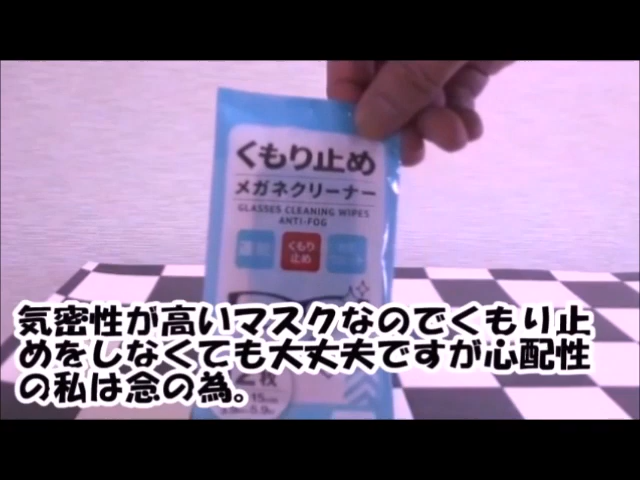 くもり止め
メガネクリーナー
GLASSES CLEANING WIPES
ANTI-FOG
くもり
止め
気密性が高いマスクなのでくもり止
めをしなくても大丈夫ですが心配性
の私は念の為。